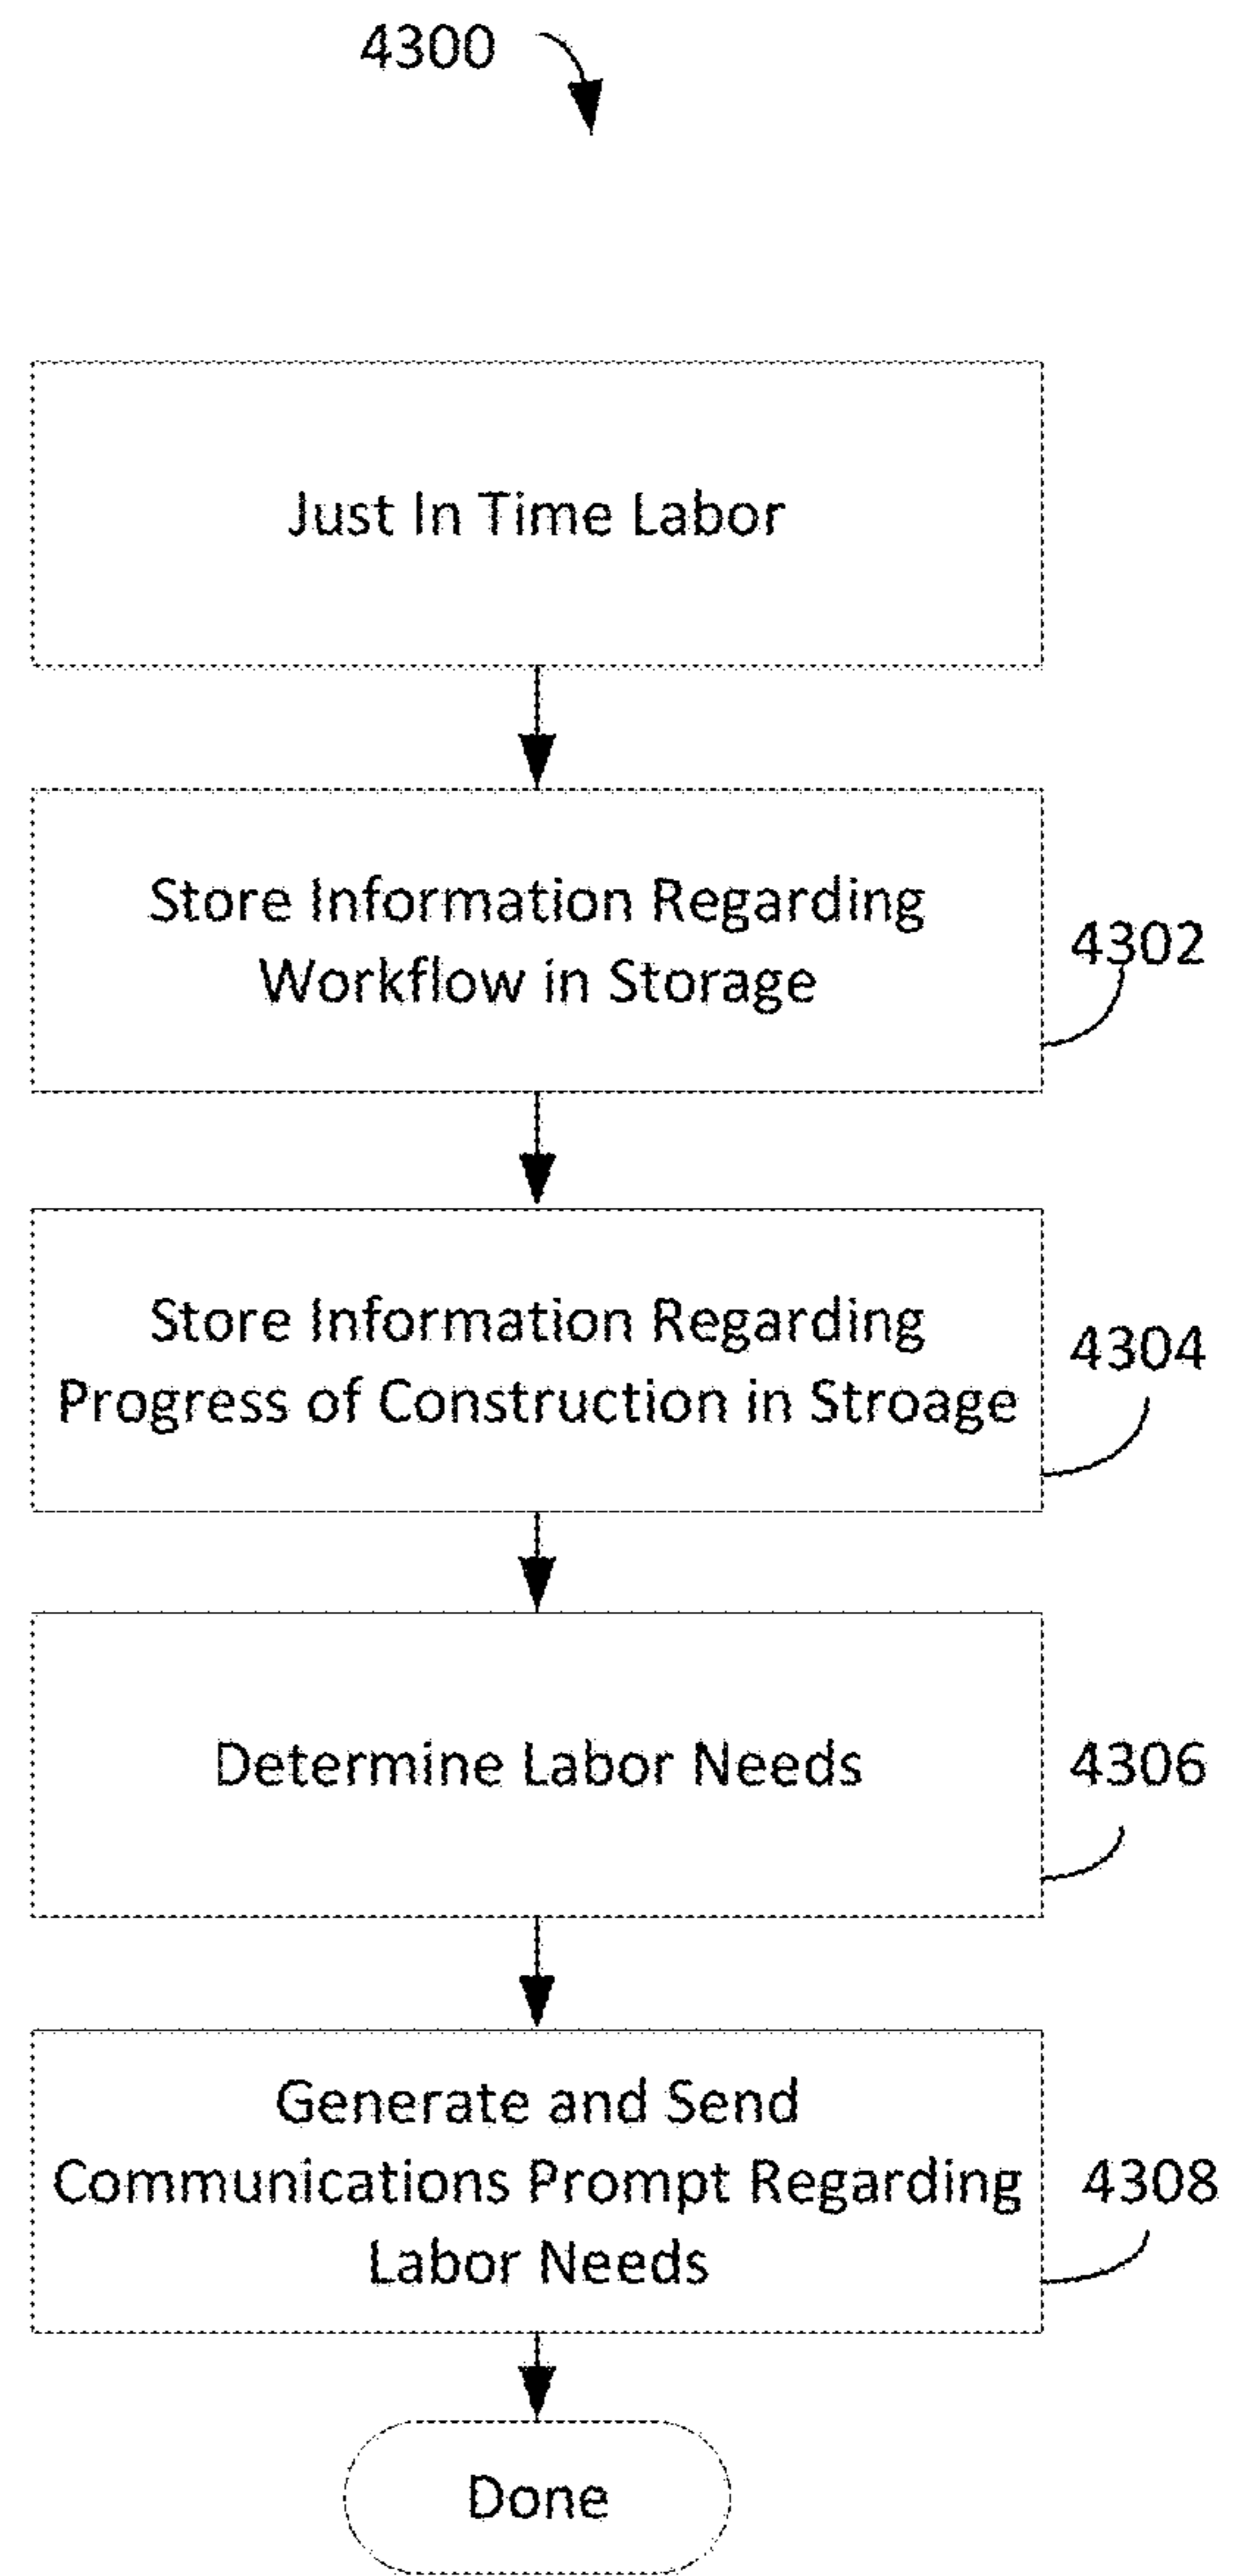 4300
Just In Time Labor
Store Information Regarding
Workflow in Storage
4302
Store Information Regarding
Progress of Construction in Stroage
4304
Determine Labor Needs
4306
Generate and Send
Communications Prompt Regarding
Labor Needs
4308
Done